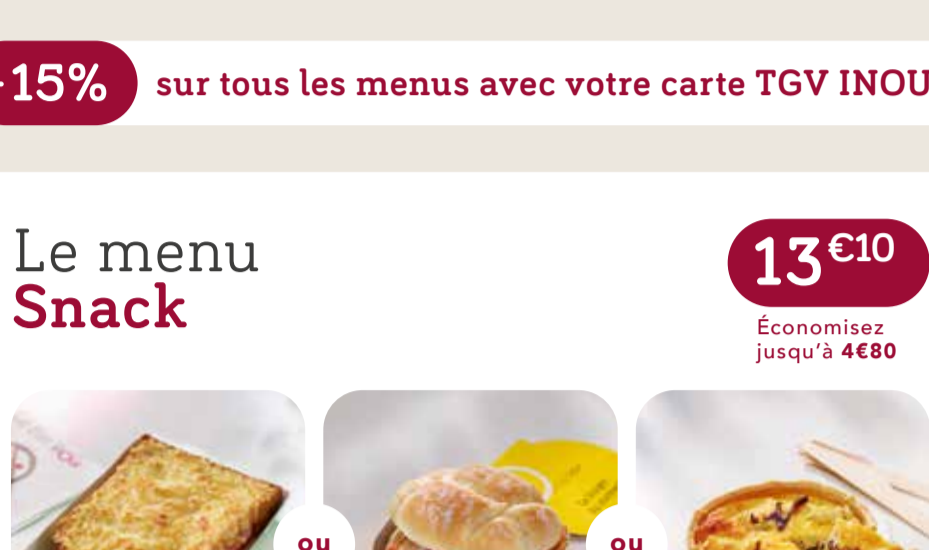 -15%
sur tous les menus avec votre carte TGV INOU
Le menu
Snack
13€10
Économisez
jusqu’à 4€80
ou
ou